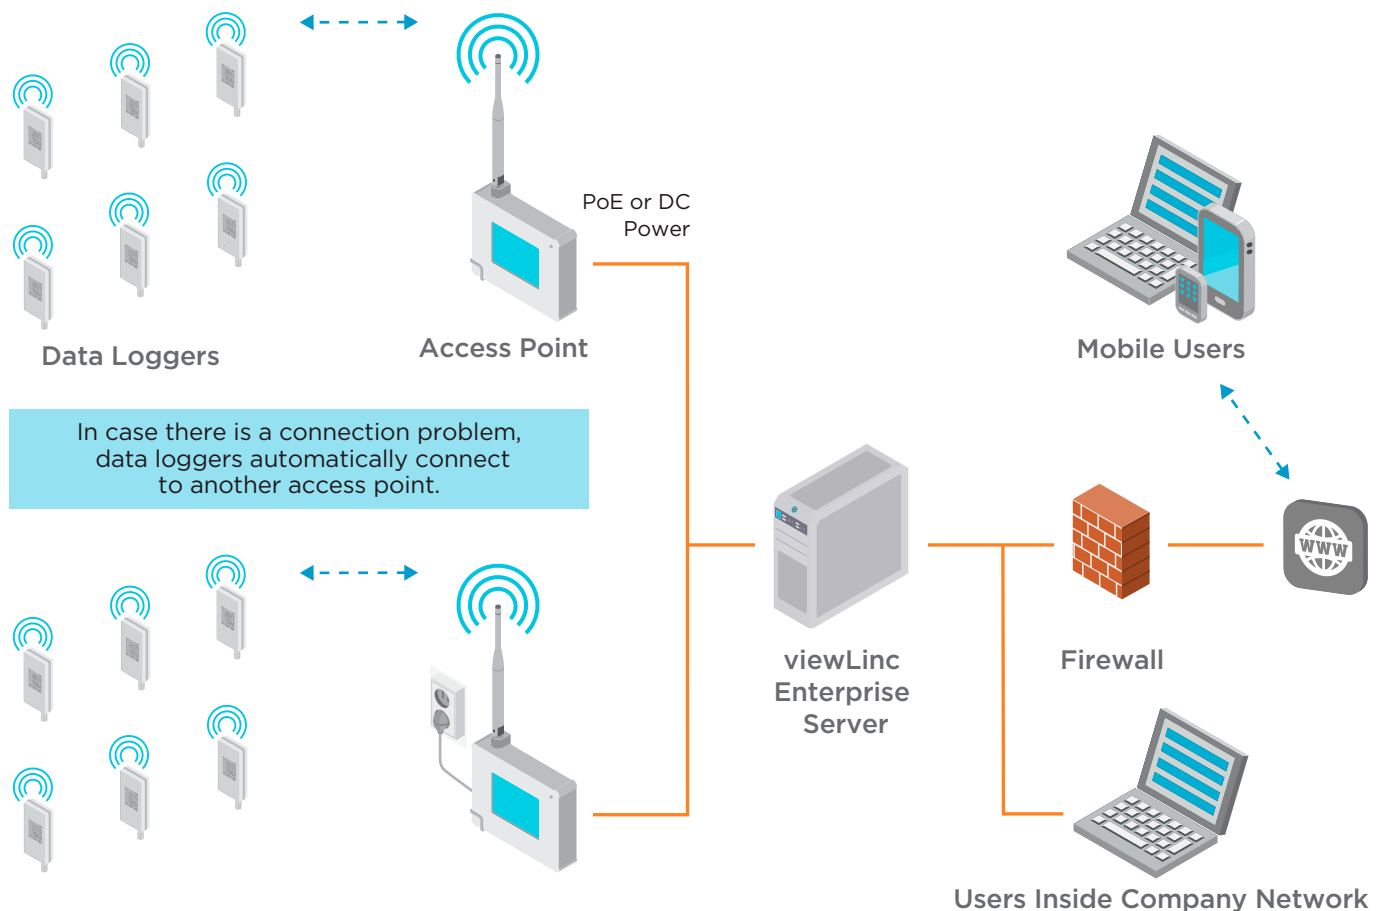 PoE or DC
Power
Data Loggers
Access Point
Mobile Users
In case there is a connection problem,
data loggers automatically connect
to another access point.
WWW
viewLinc
Enterprise
Server
Firewall
Users Inside Company Network